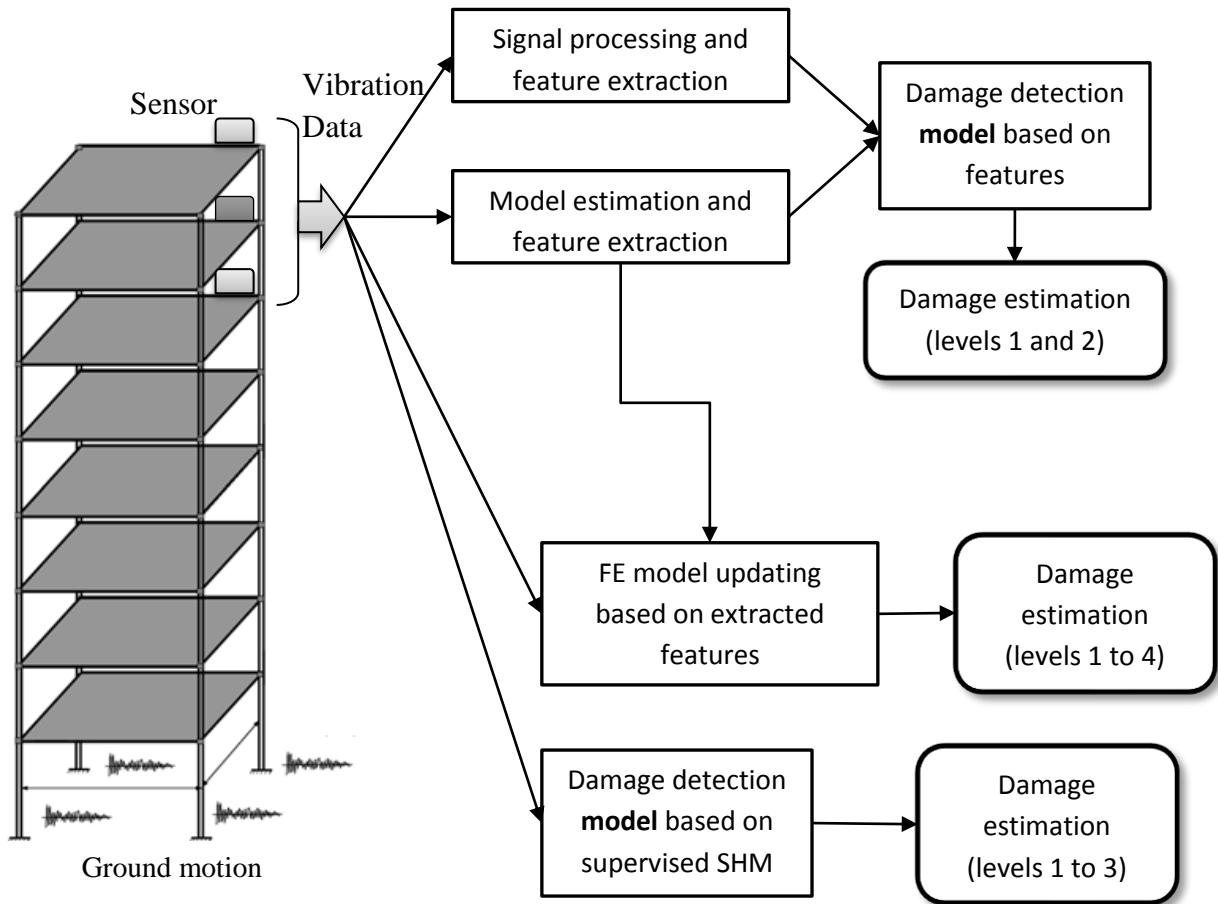 Sensor
Vibration
Data
Ground motion
Signal processing and
feature extraction
Model estimation and
feature extraction
Damage detection
model based on
features
Damage estimation
(levels 1 and 2)
FE model updating
based on extracted
features
Damage
estimation
(levels 1 to 4)
Damage detection
model based on
supervised SHM
Damage
estimation
(levels 1 to 3)